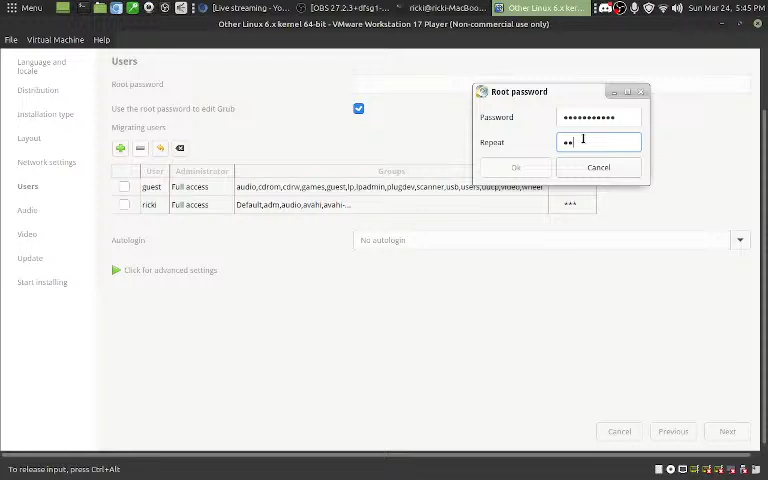 Menu
[Live streaming - Yo...
[OBS 27.2.3+dfsg1-...
ricki@ricki-MacBoo...
Other Linux 6.x ker...
Sun Mar 24, 5:45 PM
Other Linux 6.x kernel 64-bit - VMware Workstation 17 Player (Non-commercial use only)
File Virtual Machine Help
Language and
locale
Distribution
Installation type
Layout
Network settings
Users
Audio
Video
Update
Start installing
Users
Root password
Use the root password to edit Grub
Migrating users
User Administrator Groups
guest Full access audio,cdrom,cdrw,games,guest,lp,lpadmin,plugdev,scanner,usb,users,uucp,video,wheel
ricki Full access Default,adm,audio,avahi,avahi-... ***
Autologin No autologin
Click for advanced settings
Root password
Password •••••••••••
Repeat ••
Ok Cancel
Cancel Previous Next
To release input, press Ctrl+Alt